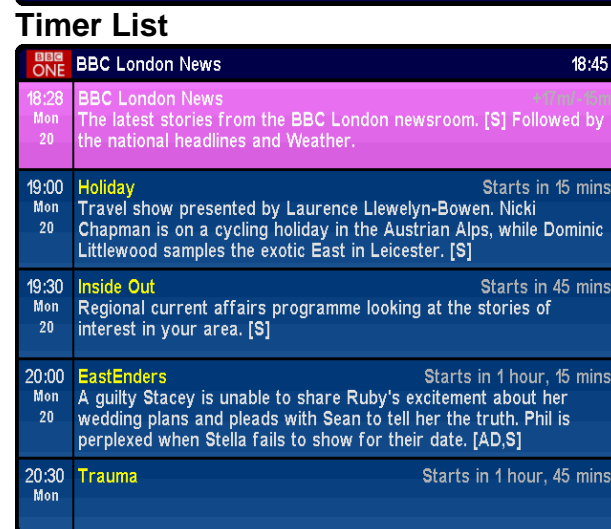 Timer List
BBC ONE BBC London News 18:45
18:28 BBC London News +17m/-15m
Mon The latest stories from the BBC London newsroom. [S] Followed by
20 the national headlines and Weather.
19:00 Holiday Starts in 15 mins
Mon Travel show presented by Laurence Llewelyn-Bowen. Nicki
20 Chapman is on a cycling holiday in the Austrian Alps, while Dominic
Littlewood samples the exotic East in Leicester. [S]
19:30 Inside Out Starts in 45 mins
Mon Regional current affairs programme looking at the stories of
20 interest in your area. [S]
20:00 EastEnders Starts in 1 hour, 15 mins
Mon A guilty Stacey is unable to share Ruby's excitement about her
20 wedding plans and pleads with Sean to tell her the truth. Phil is
perplexed when Stella fails to show for their date. [AD,S]
20:30 Trauma Starts in 1 hour, 45 mins
Mon